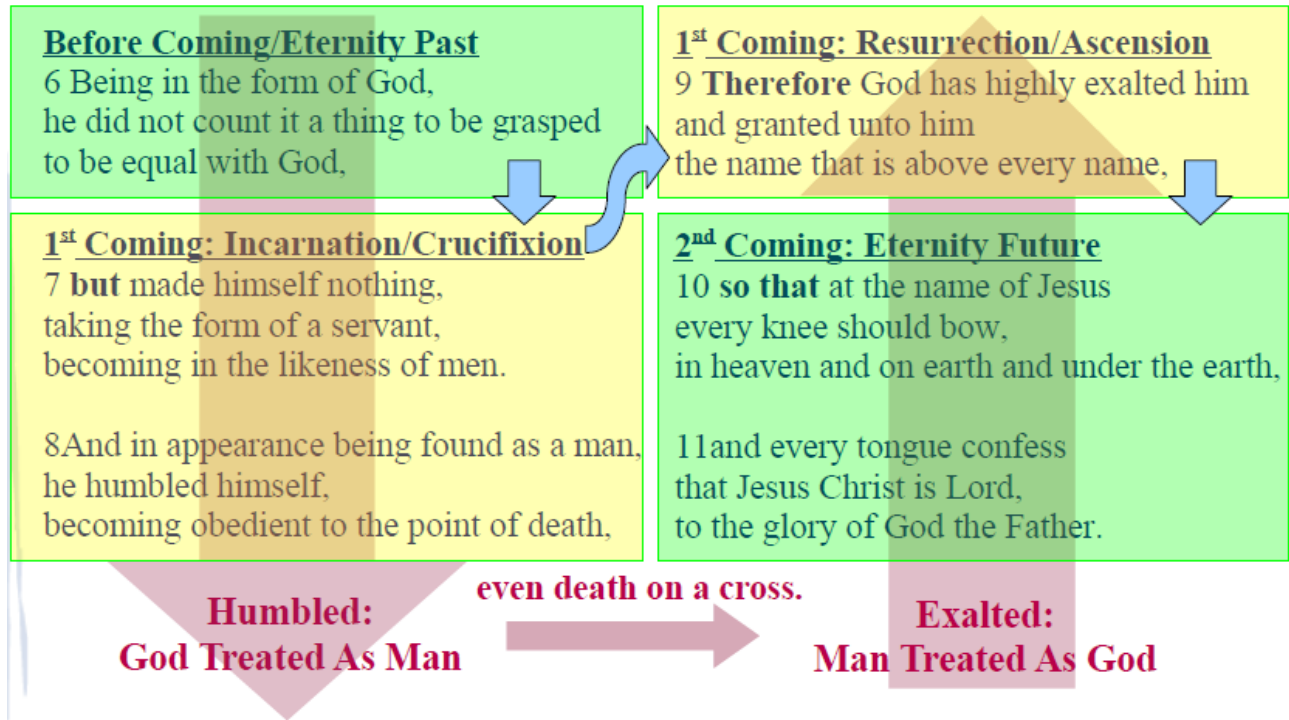 Before Coming/Eternity Past
6 Being in the form of God,
he did not count it a thing to be grasped
to be equal with God,
1st Coming: Incarnation/Crucifixion
7 but made himself nothing,
taking the form of a servant,
becoming in the likeness of men.
8And in appearance being found as a man,
he humbled himself,
becoming obedient to the point of death,
Humbled:
God Treated As Man
even death on a cross.
1st Coming: Resurrection/Ascension
9 Therefore God has highly exalted him
and granted unto him
the name that is above every name,
2nd Coming: Eternity Future
10 so that at the name of Jesus
every knee should bow,
in heaven and on earth and under the earth,
11and every tongue confess
that Jesus Christ is Lord,
to the glory of God the Father.
Exalted:
Man Treated As God